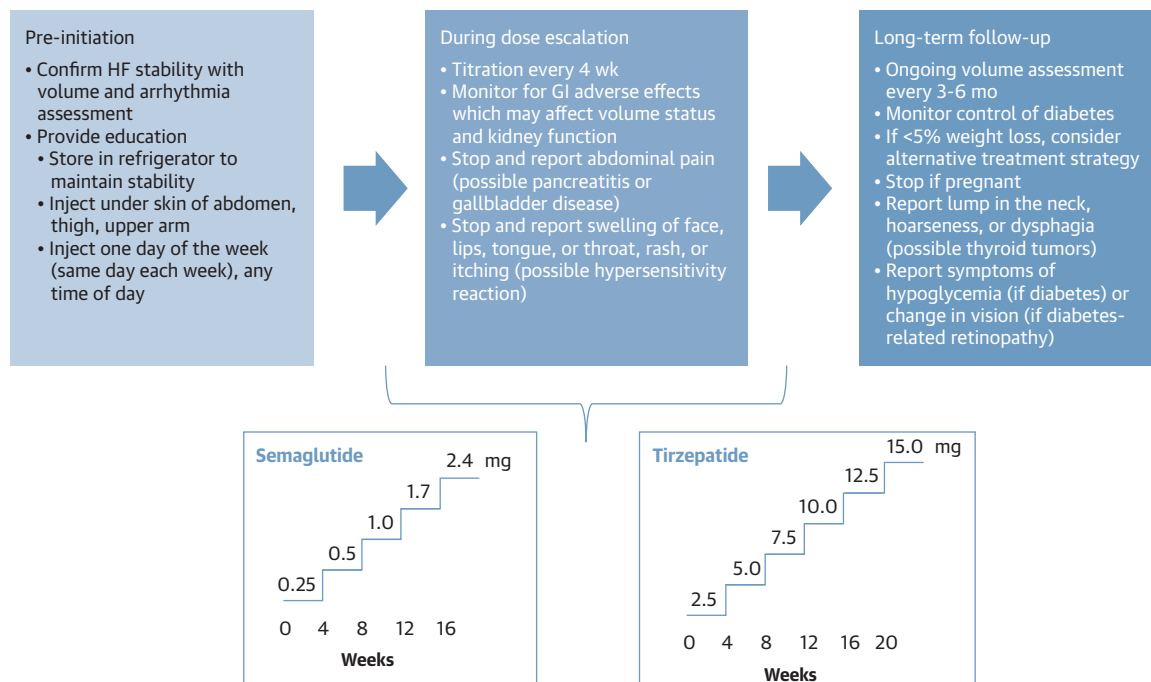 Pre-initiation
• Confirm HF stability with
volume and arrhythmia
assessment
• Provide education
• Store in refrigerator to
maintain stability
• Inject under skin of abdomen,
thigh, upper arm
• Inject one day of the week
(same day each week), any
time of day
During dose escalation
• Titration every 4 wk
• Monitor for GI adverse effects
which may affect volume status
and kidney function
• Stop and report abdominal pain
(possible pancreatitis or
gallbladder disease)
• Stop and report swelling of face,
lips, tongue, or throat, rash, or
itching (possible hypersensitivity
reaction)
Long-term follow-up
• Ongoing volume assessment
every 3-6 mo
• Monitor control of diabetes
• If <5% weight loss, consider
alternative treatment strategy
• Stop if pregnant
• Report lump in the neck,
hoarseness, or dysphagia
(possible thyroid tumors)
• Report symptoms of
hypoglycemia (if diabetes) or
change in vision (if diabetes-
related retinopathy)
Semaglutide
2.4 mg
1.7
1.0
0.5
0.25
0 4 8 12 16
Weeks
Tirzepatide
15.0 mg
12.5
10.0
7.5
5.0
2.5
0 4 8 12 16 20
Weeks